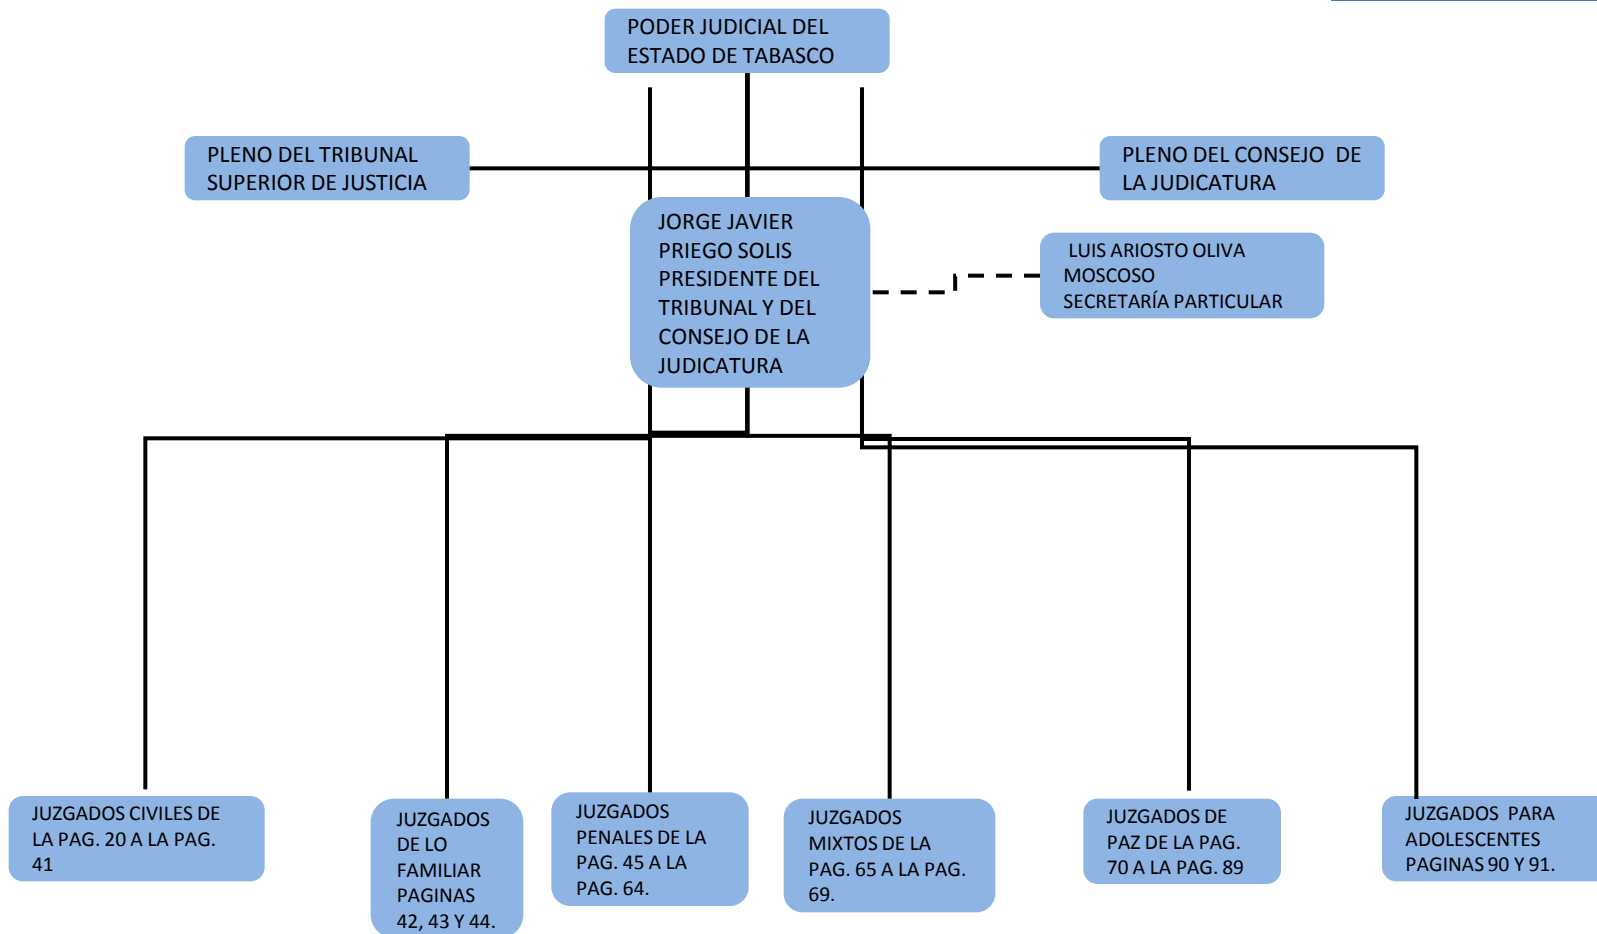 PODER JUDICIAL DEL
ESTADO DE TABASCO
PLENO DEL TRIBUNAL
SUPERIOR DE JUSTICIA
PLENO DEL CONSEJO DE
LA JUDICATURA
JORGE JAVIER
PRIEGO SOLIS
PRESIDENTE DEL
TRIBUNAL Y DEL
CONSEJO DE LA
JUDICATURA
LUIS ARIOSTO OLIVA
MOSCOSO
SECRETARÍA PARTICULAR
JUZGADOS CIVILES DE
LA PAG. 20 A LA PAG.
41
JUZGADOS
DE LO
FAMILIAR
PAGINAS
42, 43 Y 44.
JUZGADOS
PENALES DE LA
PAG. 45 A LA
PAG. 64.
JUZGADOS
MIXTOS DE LA
PAG. 65 A LA PAG.
69.
JUZGADOS DE
PAZ DE LA PAG.
70 A LA PAG. 89
JUZGADOS PARA
ADOLESCENTES
PAGINAS 90 Y 91.